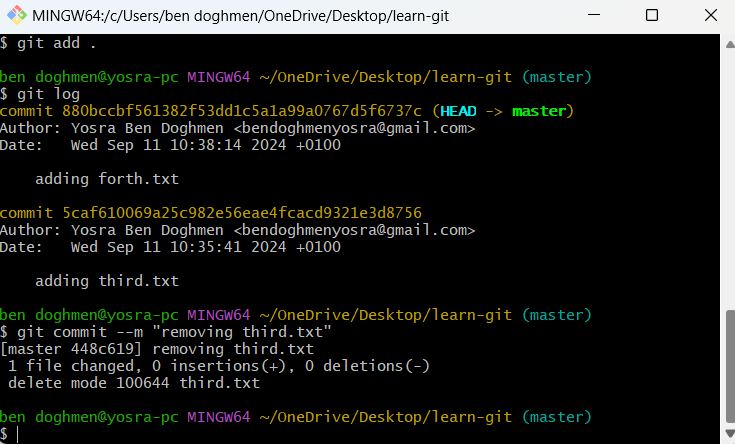 MINGW64:/c/Users/ben doghmen/OneDrive/Desktop/learn-git
$ git add .
ben doghmen@yosra-pc MINGW64 ~/OneDrive/Desktop/learn-git (master)
$ git log
commit 880bccbf561382f53dd1c5a1a99a0767d5f6737c (HEAD -> master)
Author: Yosra Ben Doghmen <bendoghmenyosra@gmail.com>
Date:   Wed Sep 11 10:38:14 2024 +0100
    adding forth.txt
commit 5caf610069a25c982e56eae4fcacd9321e3d8756
Author: Yosra Ben Doghmen <bendoghmenyosra@gmail.com>
Date:   Wed Sep 11 10:35:41 2024 +0100
    adding third.txt
ben doghmen@yosra-pc MINGW64 ~/OneDrive/Desktop/learn-git (master)
$ git commit --m "removing third.txt"
[master 448c619] removing third.txt
 1 file changed, 0 insertions(+), 0 deletions(-)
 delete mode 100644 third.txt
ben doghmen@yosra-pc MINGW64 ~/OneDrive/Desktop/learn-git (master)
$